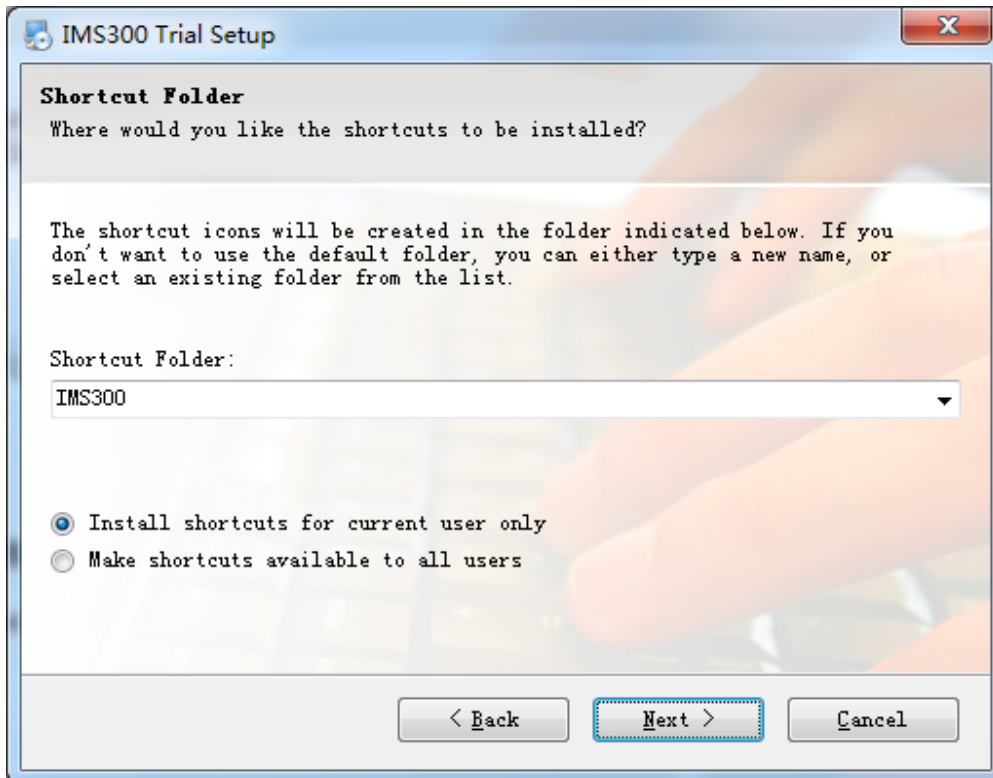 IMS300 Trial Setup
Shortcut Folder
Where would you like the shortcuts to be installed?
The shortcut icons will be created in the folder indicated below. If you
don't want to use the default folder, you can either type a new name, or
select an existing folder from the list.
Shortcut Folder:
IMS300
Install shortcuts for current user only
Make shortcuts available to all users
< Back
Next >
Cancel